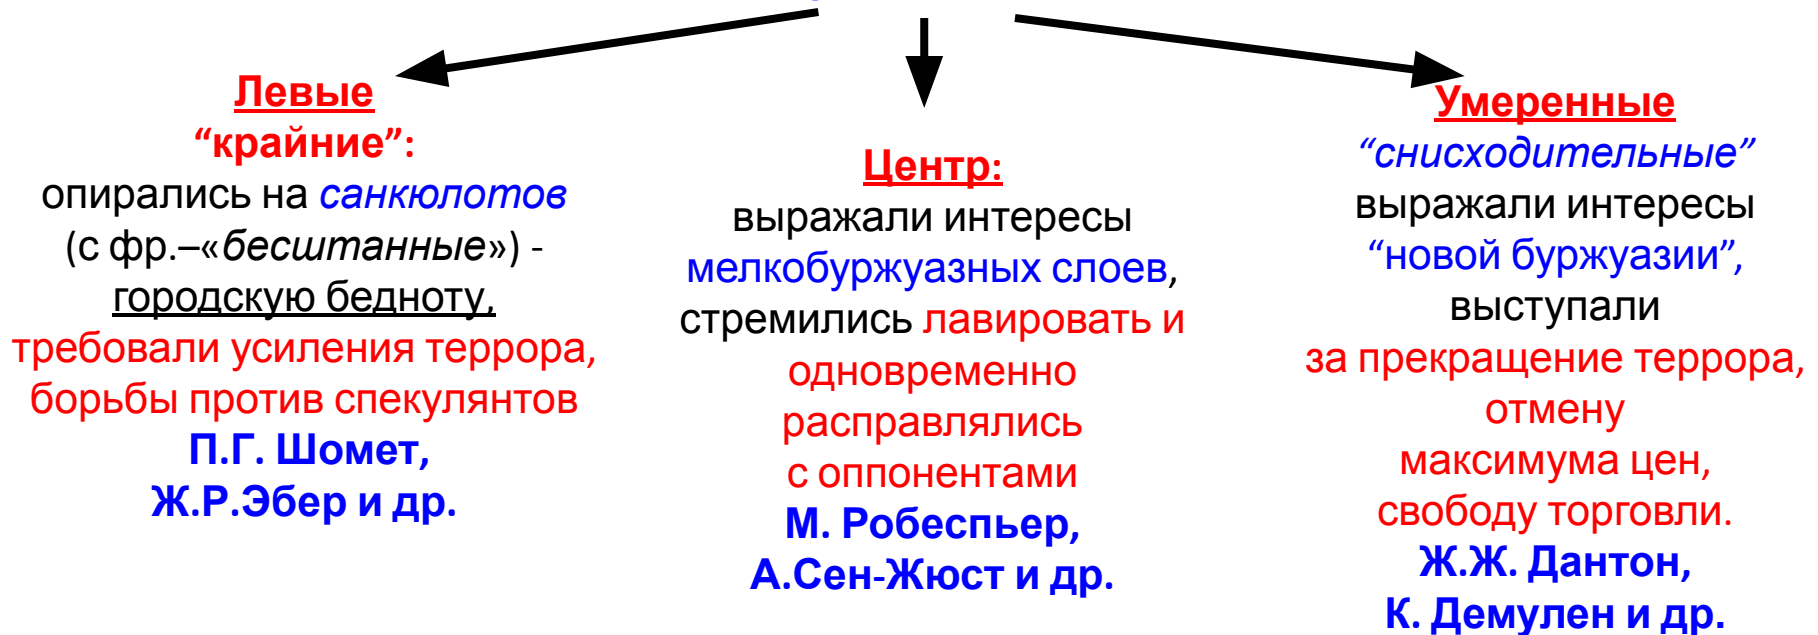 Левые
“крайние”:
опирались на санкюлотов
(с фр.–«бесштанные») -
городскую бедноту,
требовали усиления террора,
борьбы против спекулянтов
П.Г. Шомет,
Ж.Р.Эбер и др.
Центр:
выражали интересы
мелкобуржуазных слоев,
стремились лавировать и
одновременно
расправлялись
с оппонентами
М. Робеспьер,
А.Сен-Жюст и др.
Умеренные
“снисходительные”
выражали интересы
“новой буржуазии”,
выступали
за прекращение террора,
отмену
максимума цен,
свободу торговли.
Ж.Ж. Дантон,
К. Демулен и др.